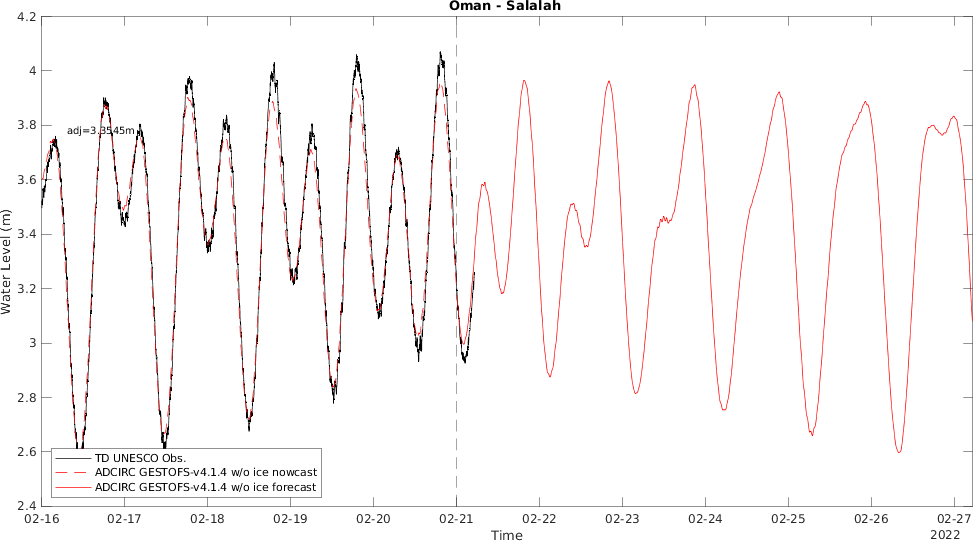 Oman - Salalah
4.2
4
3.8
3.6
3.4
3.2
3
2.8
2.6
2.4
Water Level (m)
adj=3.3545m
TD UNESCO Obs.
ADCIRC GESTOFS-v4.1.4 w/o ice nowcast
ADCIRC GESTOFS-v4.1.4 w/o ice forecast
02-16 02-17 02-18 02-19 02-20 02-21 02-22 02-23 02-24 02-25 02-26 02-27
Time
2022